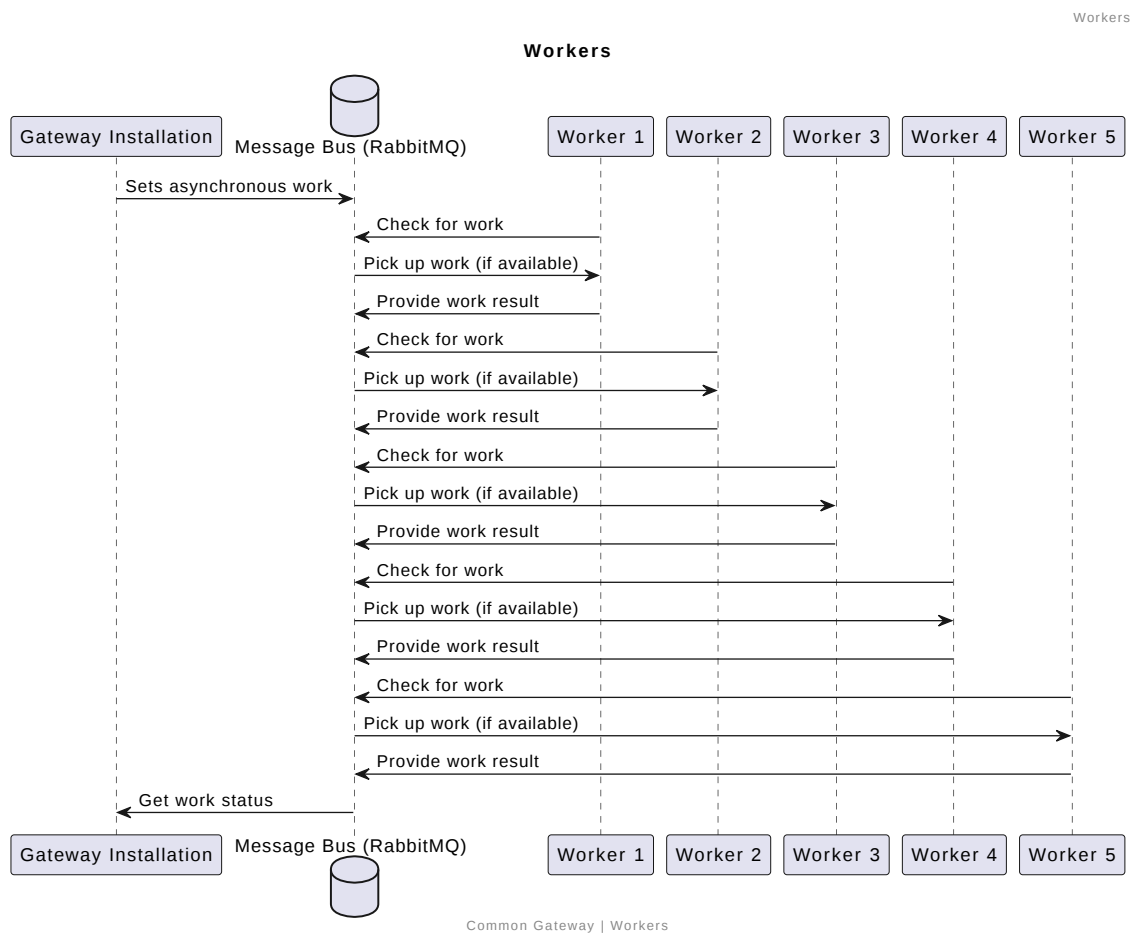 Workers
Workers
Gateway Installation
Message Bus (RabbitMQ)
Worker 1
Worker 2
Worker 3
Worker 4
Worker 5
Sets asynchronous work
Check for work
Pick up work (if available)
Provide work result
Check for work
Pick up work (if available)
Provide work result
Check for work
Pick up work (if available)
Provide work result
Check for work
Pick up work (if available)
Provide work result
Check for work
Pick up work (if available)
Provide work result
Get work status
Gateway Installation
Message Bus (RabbitMQ)
Worker 1
Worker 2
Worker 3
Worker 4
Worker 5
Common Gateway | Workers